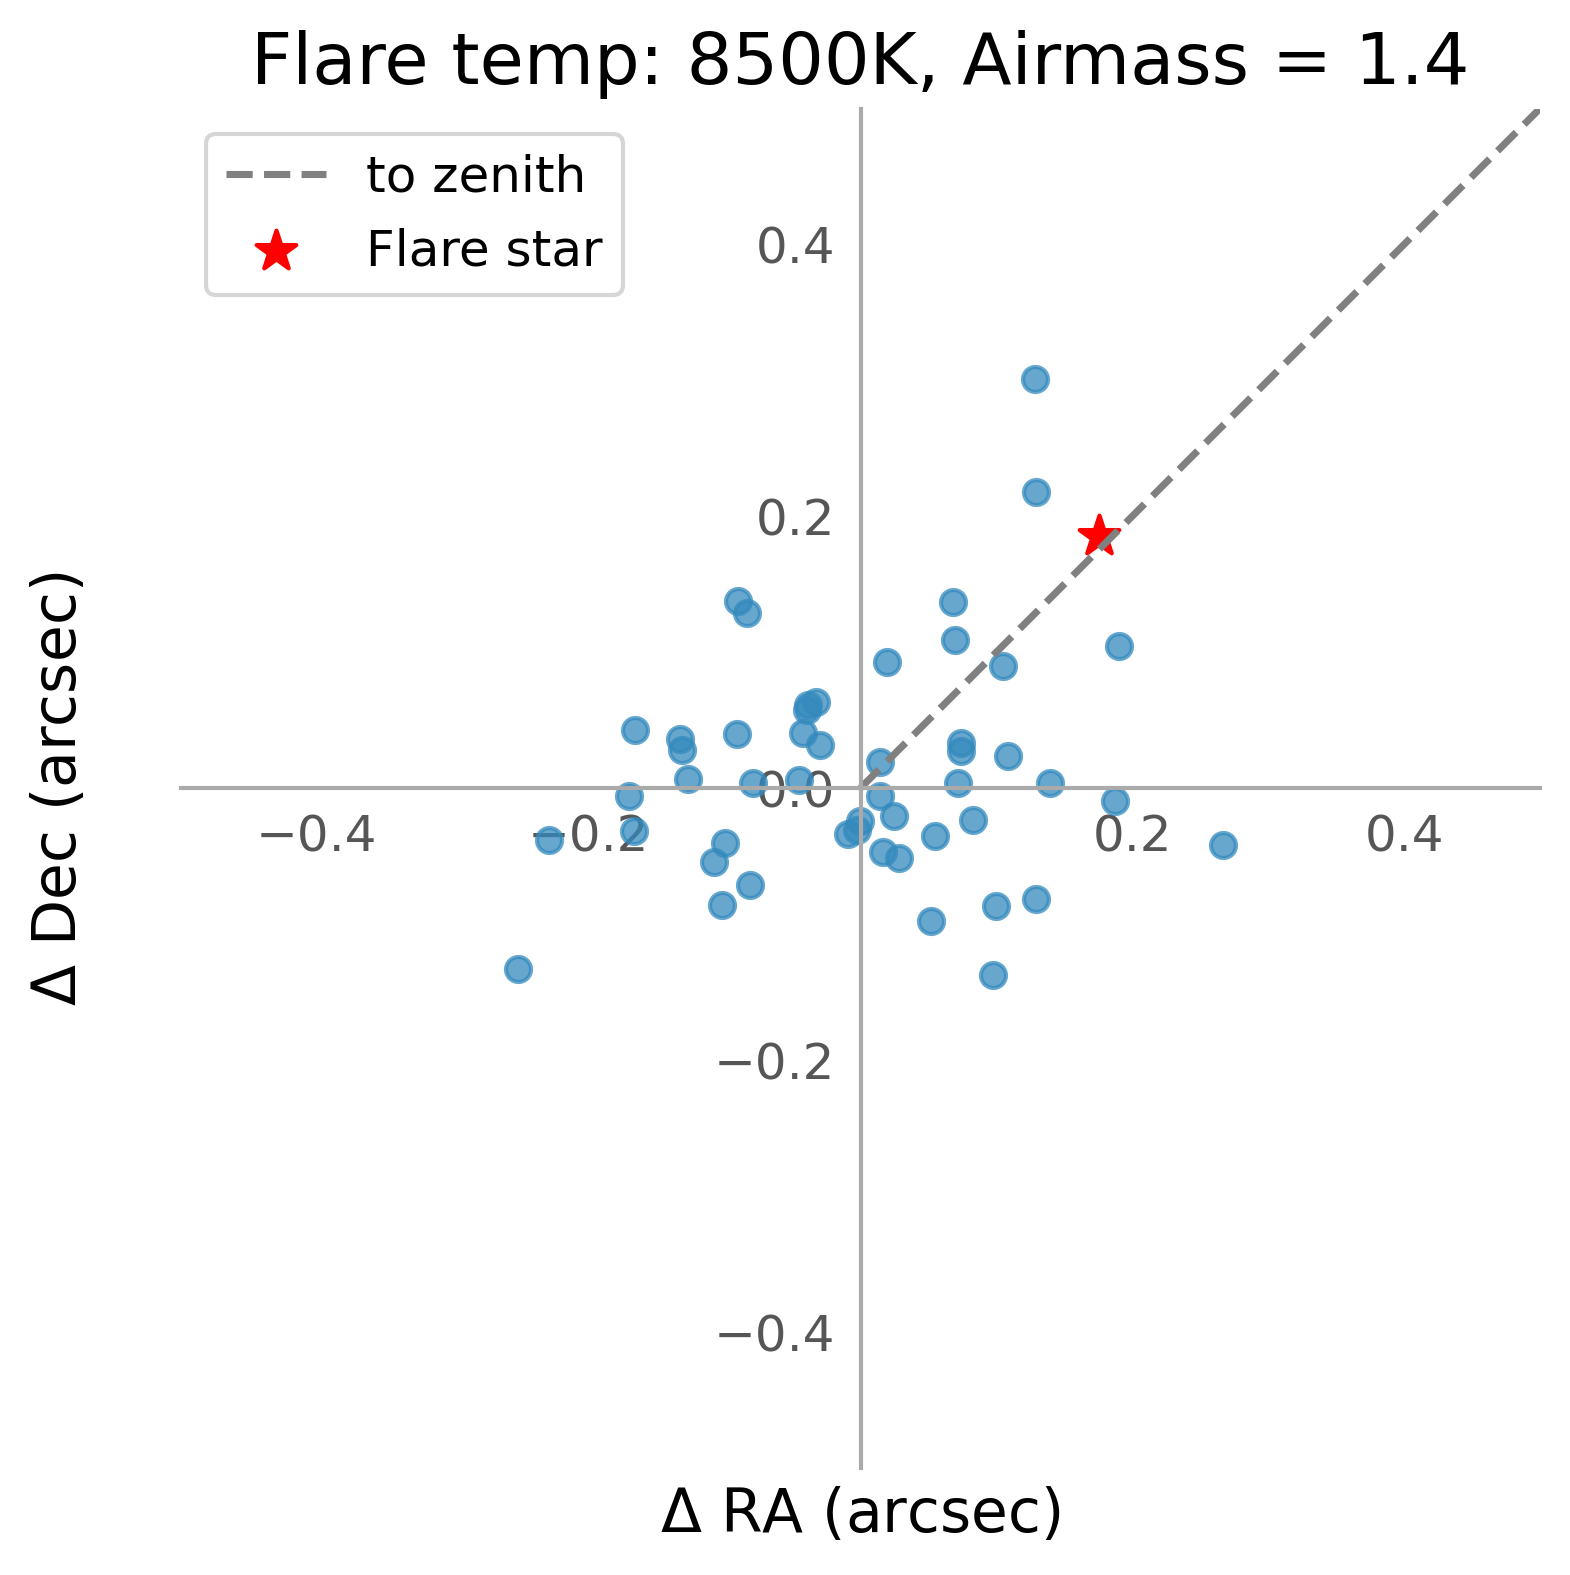 Flare temp: 8500K, Airmass = 1.4
to zenith
Flare star
0.4
0.2
0.0
−0.4
−0.2
0.2
0.4
−0.2
−0.4
Δ Dec (arcsec)
Δ RA (arcsec)